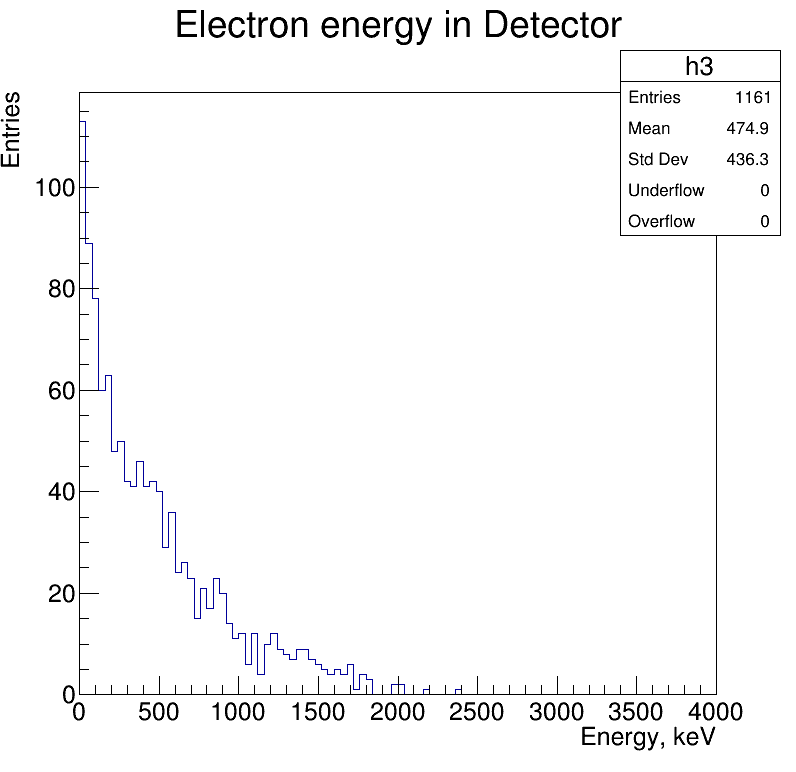 Electron energy in Detector
h3
Entries 1161
Mean 474.9
Std Dev 436.3
Underflow 0
Overflow 0
Entries
100
80
60
40
20
0
0 500 1000 1500 2000 2500 3000 3500 4000
Energy, keV